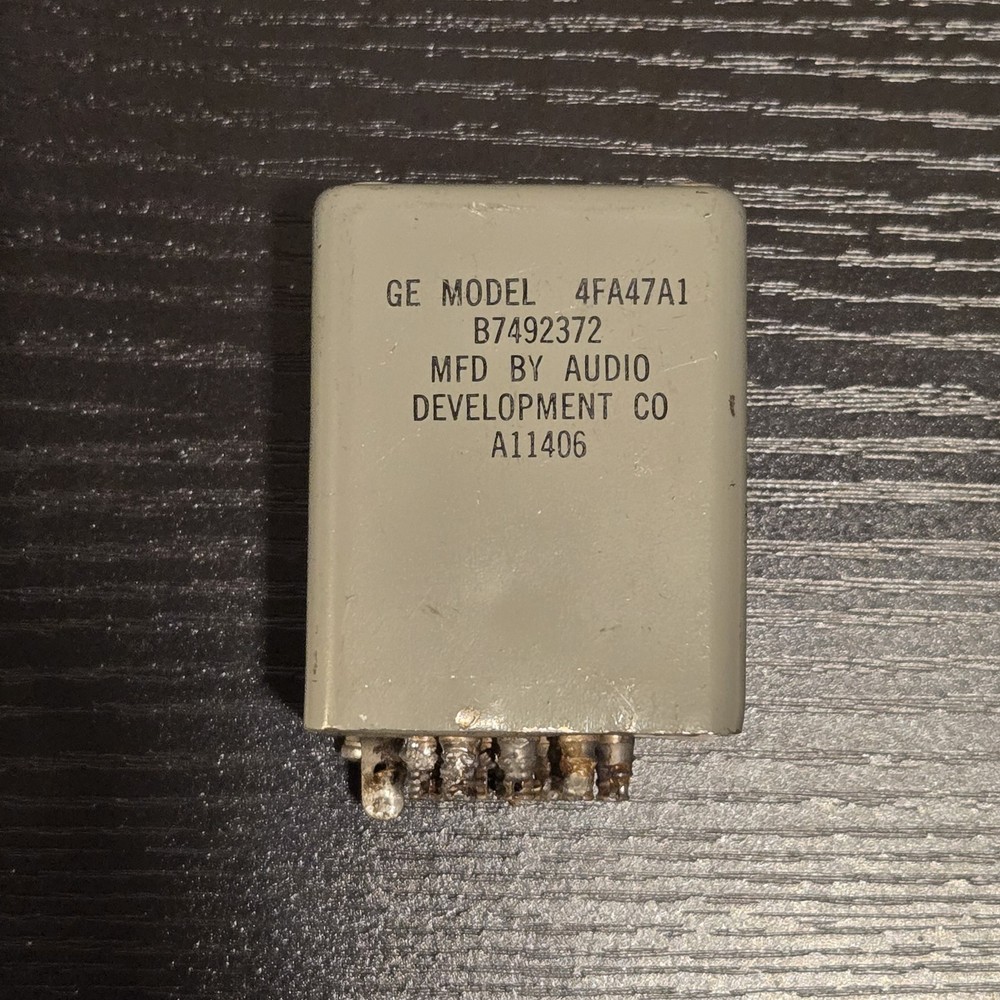 GE MODEL 4FA47A1
B7492372
MFD BY AUDIO
DEVELOPMENT CO
A11406